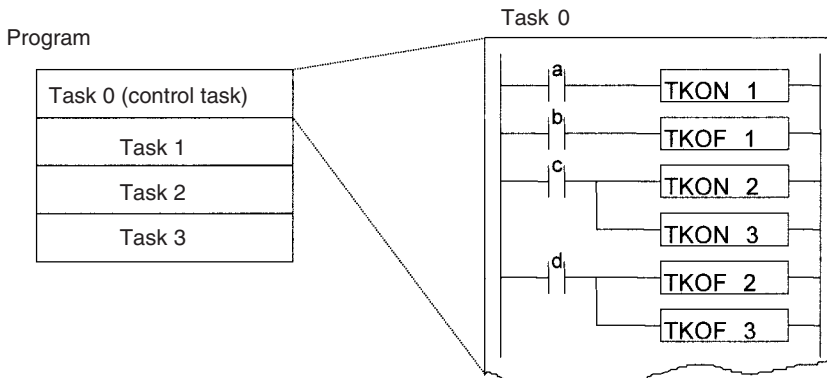 Program
Task 0 (control task)
Task 1
Task 2
Task 3
Task 0
a
TKON 1
b
TKOF 1
c
TKON 2
TKON 3
d
TKOF 2
TKOF 3